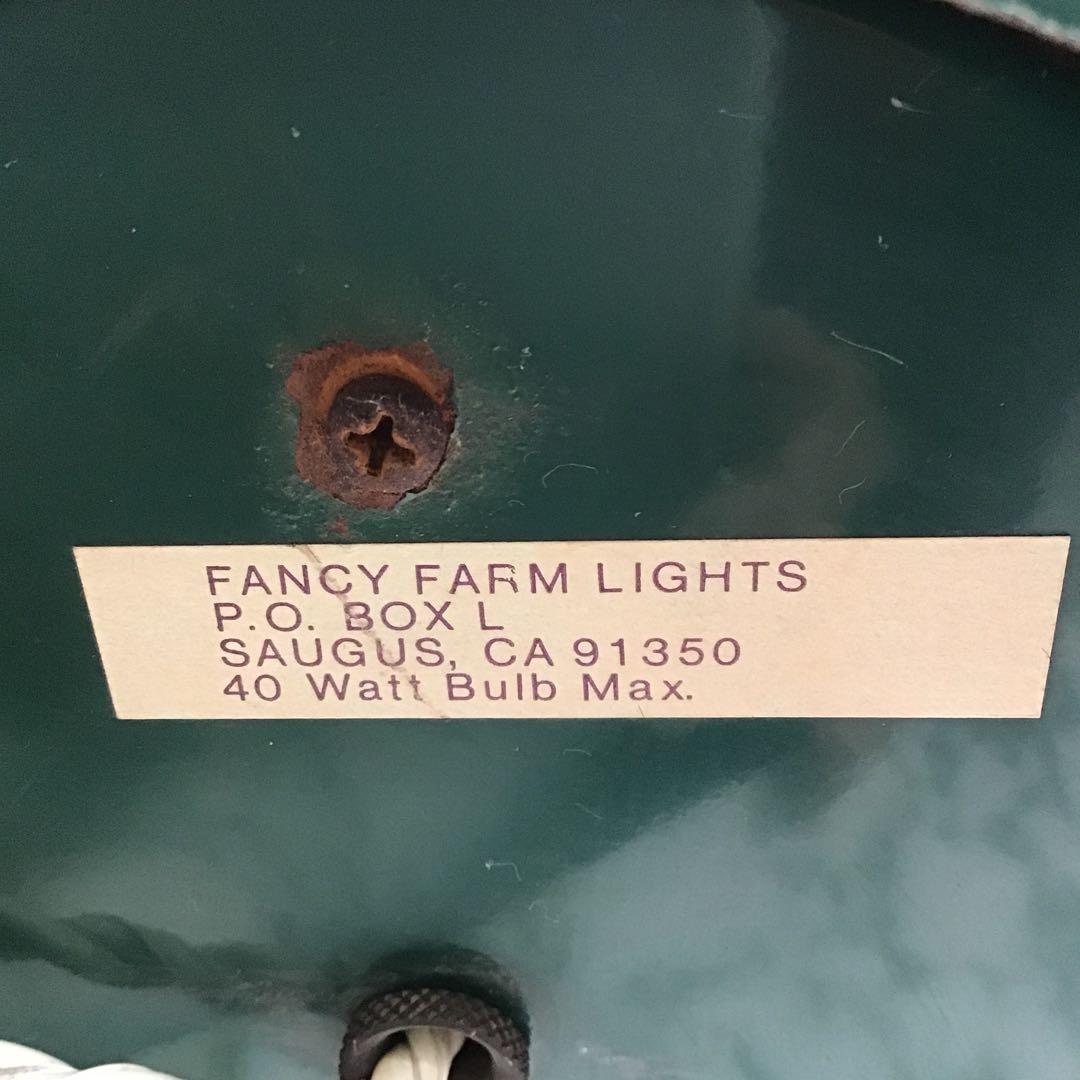 FANCY FARM LIGHTS
P.O. BOX L
SAUGUS, CA 91350
40 Watt Bulb Max.